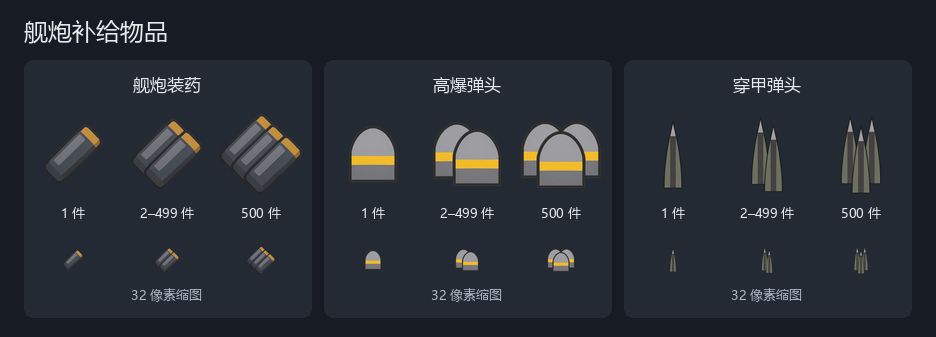 舰炮补给物品
舰炮装药
1 件
2–499 件
500 件
32 像素缩图
高爆弹头
1 件
2–499 件
500 件
32 像素缩图
穿甲弹头
1 件
2–499 件
500 件
32 像素缩图